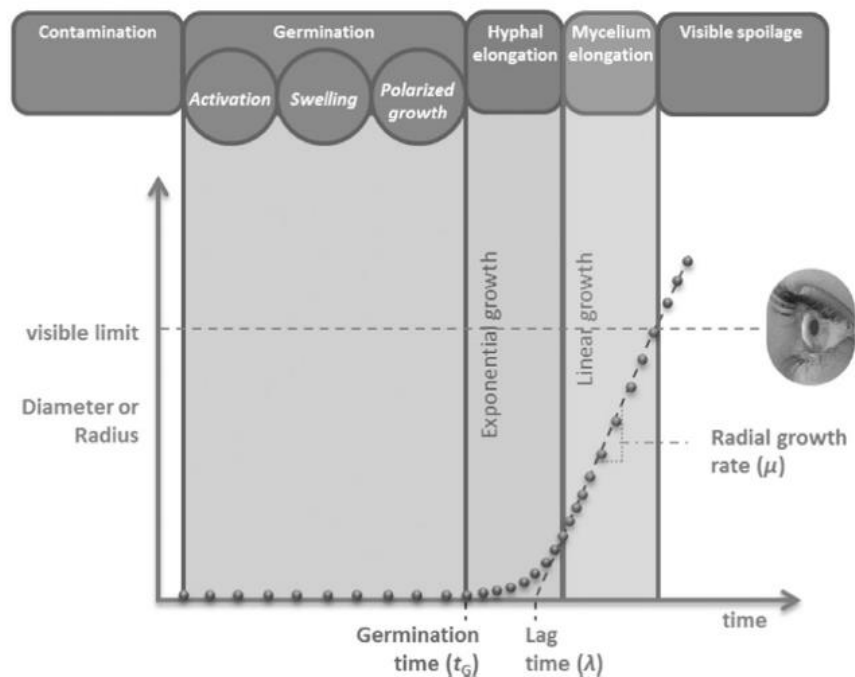 Contamination
Germination
Hyphal
elongation
Mycelium
elongation
Visible spoilage
Activation
Swelling
Polarized
growth
Exponential growth
Linear growth
visible limit
Diameter or
Radius
Radial growth
rate (μ)
time
Germination
time (t_G)
Lag
time (λ)